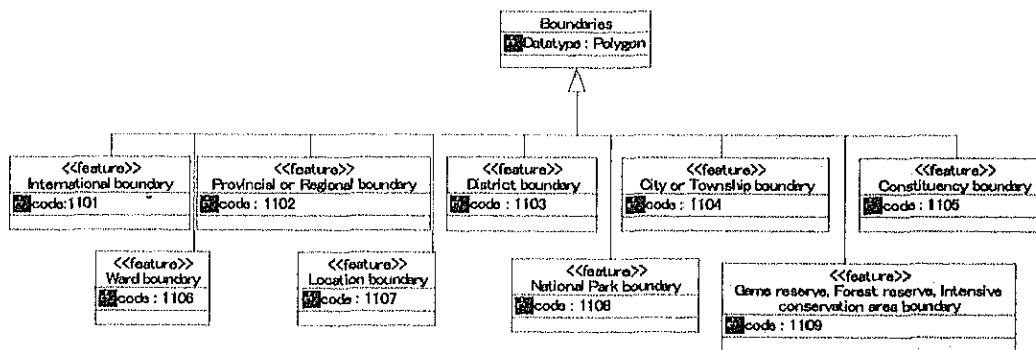 Boundaries
Datatype : Polygon
<<feature>>
International boundary
code:1101
<<feature>>
Provincial or Regional boundary
code : 1102
<<feature>>
District boundary
code : 1103
<<feature>>
City or Township boundary
code : 1104
<<feature>>
Constituency boundary
code : 1105
<<feature>>
Ward boundary
code : 1106
<<feature>>
Location boundary
code : 1107
<<feature>>
National Park boundary
code : 1108
<<feature>>
Game reserve, Forest reserve, Intensive
conservation area boundary
code : 1109